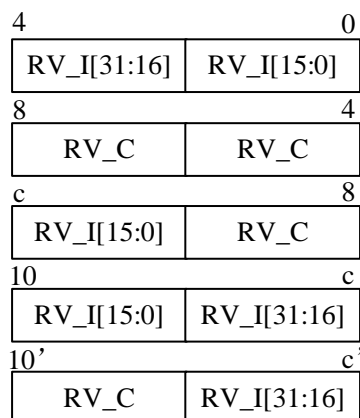 4 0
RV_I[31:16] RV_I[15:0]
8 4
RV_C RV_C
c 8
RV_I[15:0] RV_C
10 c
RV_I[15:0] RV_I[31:16]
10’ c’
RV_C RV_I[31:16]